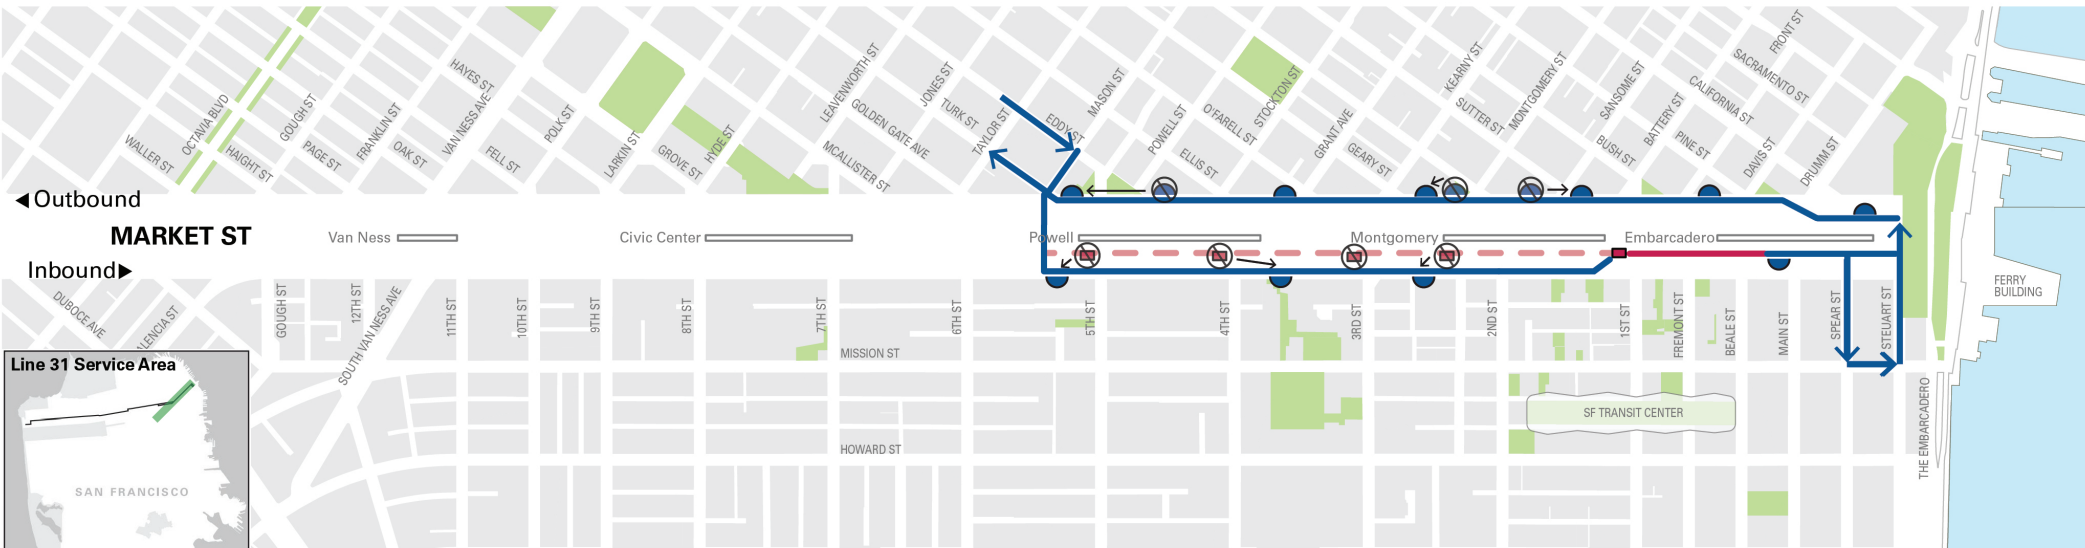 FRONT ST
SACRAMENTO ST
CALIFORNIA ST
KEARNY ST
SUTTER ST
MONTGOMERY ST
SANSOME ST
BATTERY ST
BUSH ST
PINE ST
DAVIS ST
DRUMM ST
STOCKTON ST
O'FARELL ST
GRANT AVE
GEARY ST
MASON ST
POWELL ST
ELLIS ST
EDDY ST
LEAVENWORTH ST
JONES ST
TURK ST
TAYLOR ST
GOLDEN GATE AVE
MCALLISTER ST
HYDE ST
GROVE ST
LARKIN ST
POLK ST
HAYES ST
VAN NESS AVE
FELL ST
FRANKLIN ST
OAK ST
GOUGH ST
PAGE ST
OCTAVIA BLVD
HAIGHT ST
WALLER ST
Outbound
MARKET ST
Inbound
Van Ness
Civic Center
Powell
Montgomery
Embarcadero
FERRY
BUILDING
DUBOCE AVE
ALENCIA ST
GOUGH ST
12TH ST
SOUTH VAN NESS AVE
11TH ST
10TH ST
9TH ST
8TH ST
7TH ST
6TH ST
5TH ST
4TH ST
3RD ST
2ND ST
1ST ST
FREMONT ST
BEALE ST
MAIN ST
SPEAR ST
STEUART ST
MISSION ST
HOWARD ST
SF TRANSIT CENTER
THE EMBARCADERO
Line 31 Service Area
SAN FRANCISCO